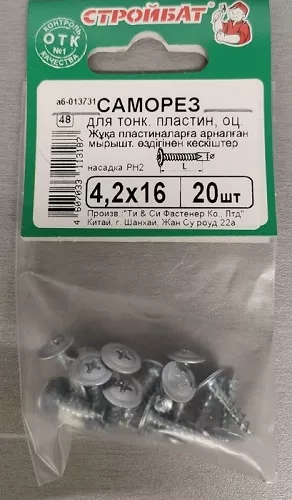 СТРОЙБАТ
КОНТРОЛЬ
ОТК
№1
КАЧЕСТВА
а6-013731
САМОРЕЗ
48
ДЛЯ ТОНК. ПЛАСТИН, ОЦ.
Жұқа пластиналарға арналған
мырышт. өздігінен кескіштер
насадка PH2
L
ø
4,2x16
20шт
Произв.:"Ти & Си Фастенер Ко., Лтд"
Китай, г. Шанхай, Жан Су роуд 22а